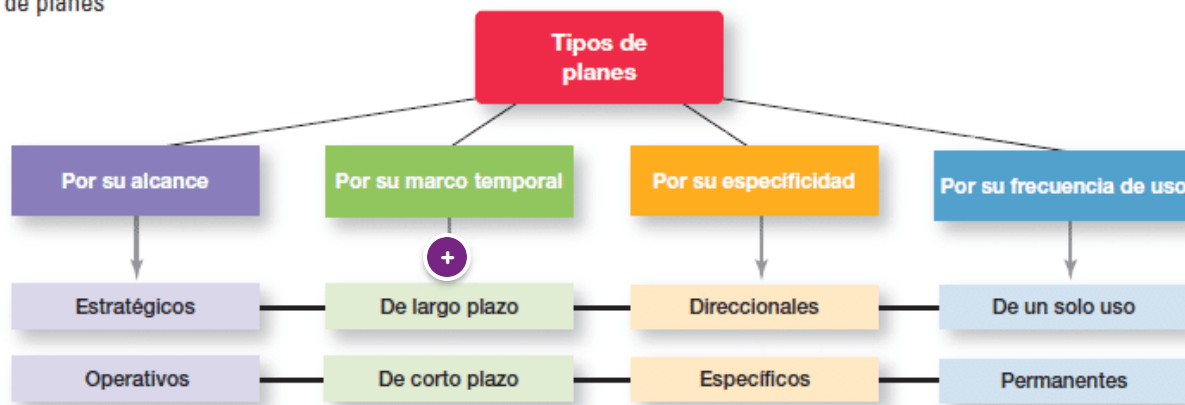 de planes
Tipos de
planes
Por su alcance
Por su marco temporal
Por su especificidad
Por su frecuencia de uso
+
Estratégicos
De largo plazo
Direccionales
De un solo uso
Operativos
De corto plazo
Específicos
Permanentes